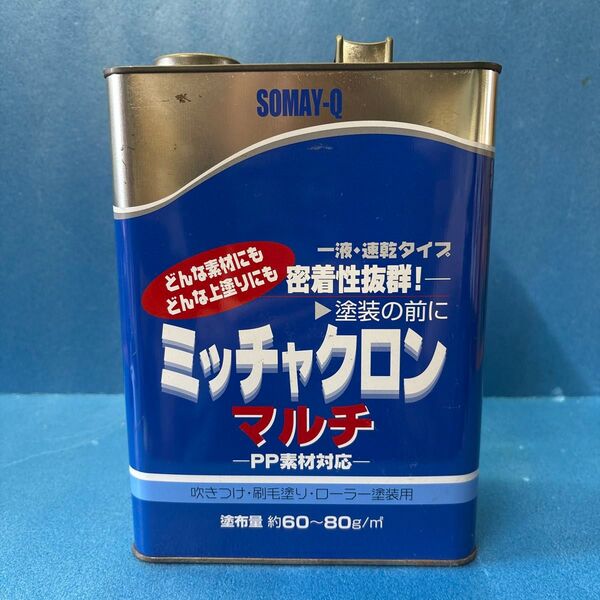 SOMAY-Q
どんな素材にも
どんな上塗りにも
一液・速乾タイプ
密着性抜群!
▶塗装の前に
ミッチャクロン
マルチ
―PP素材対応―
吹きつけ・刷毛塗り・ローラー塗装用
塗布量 約60〜80g/㎡